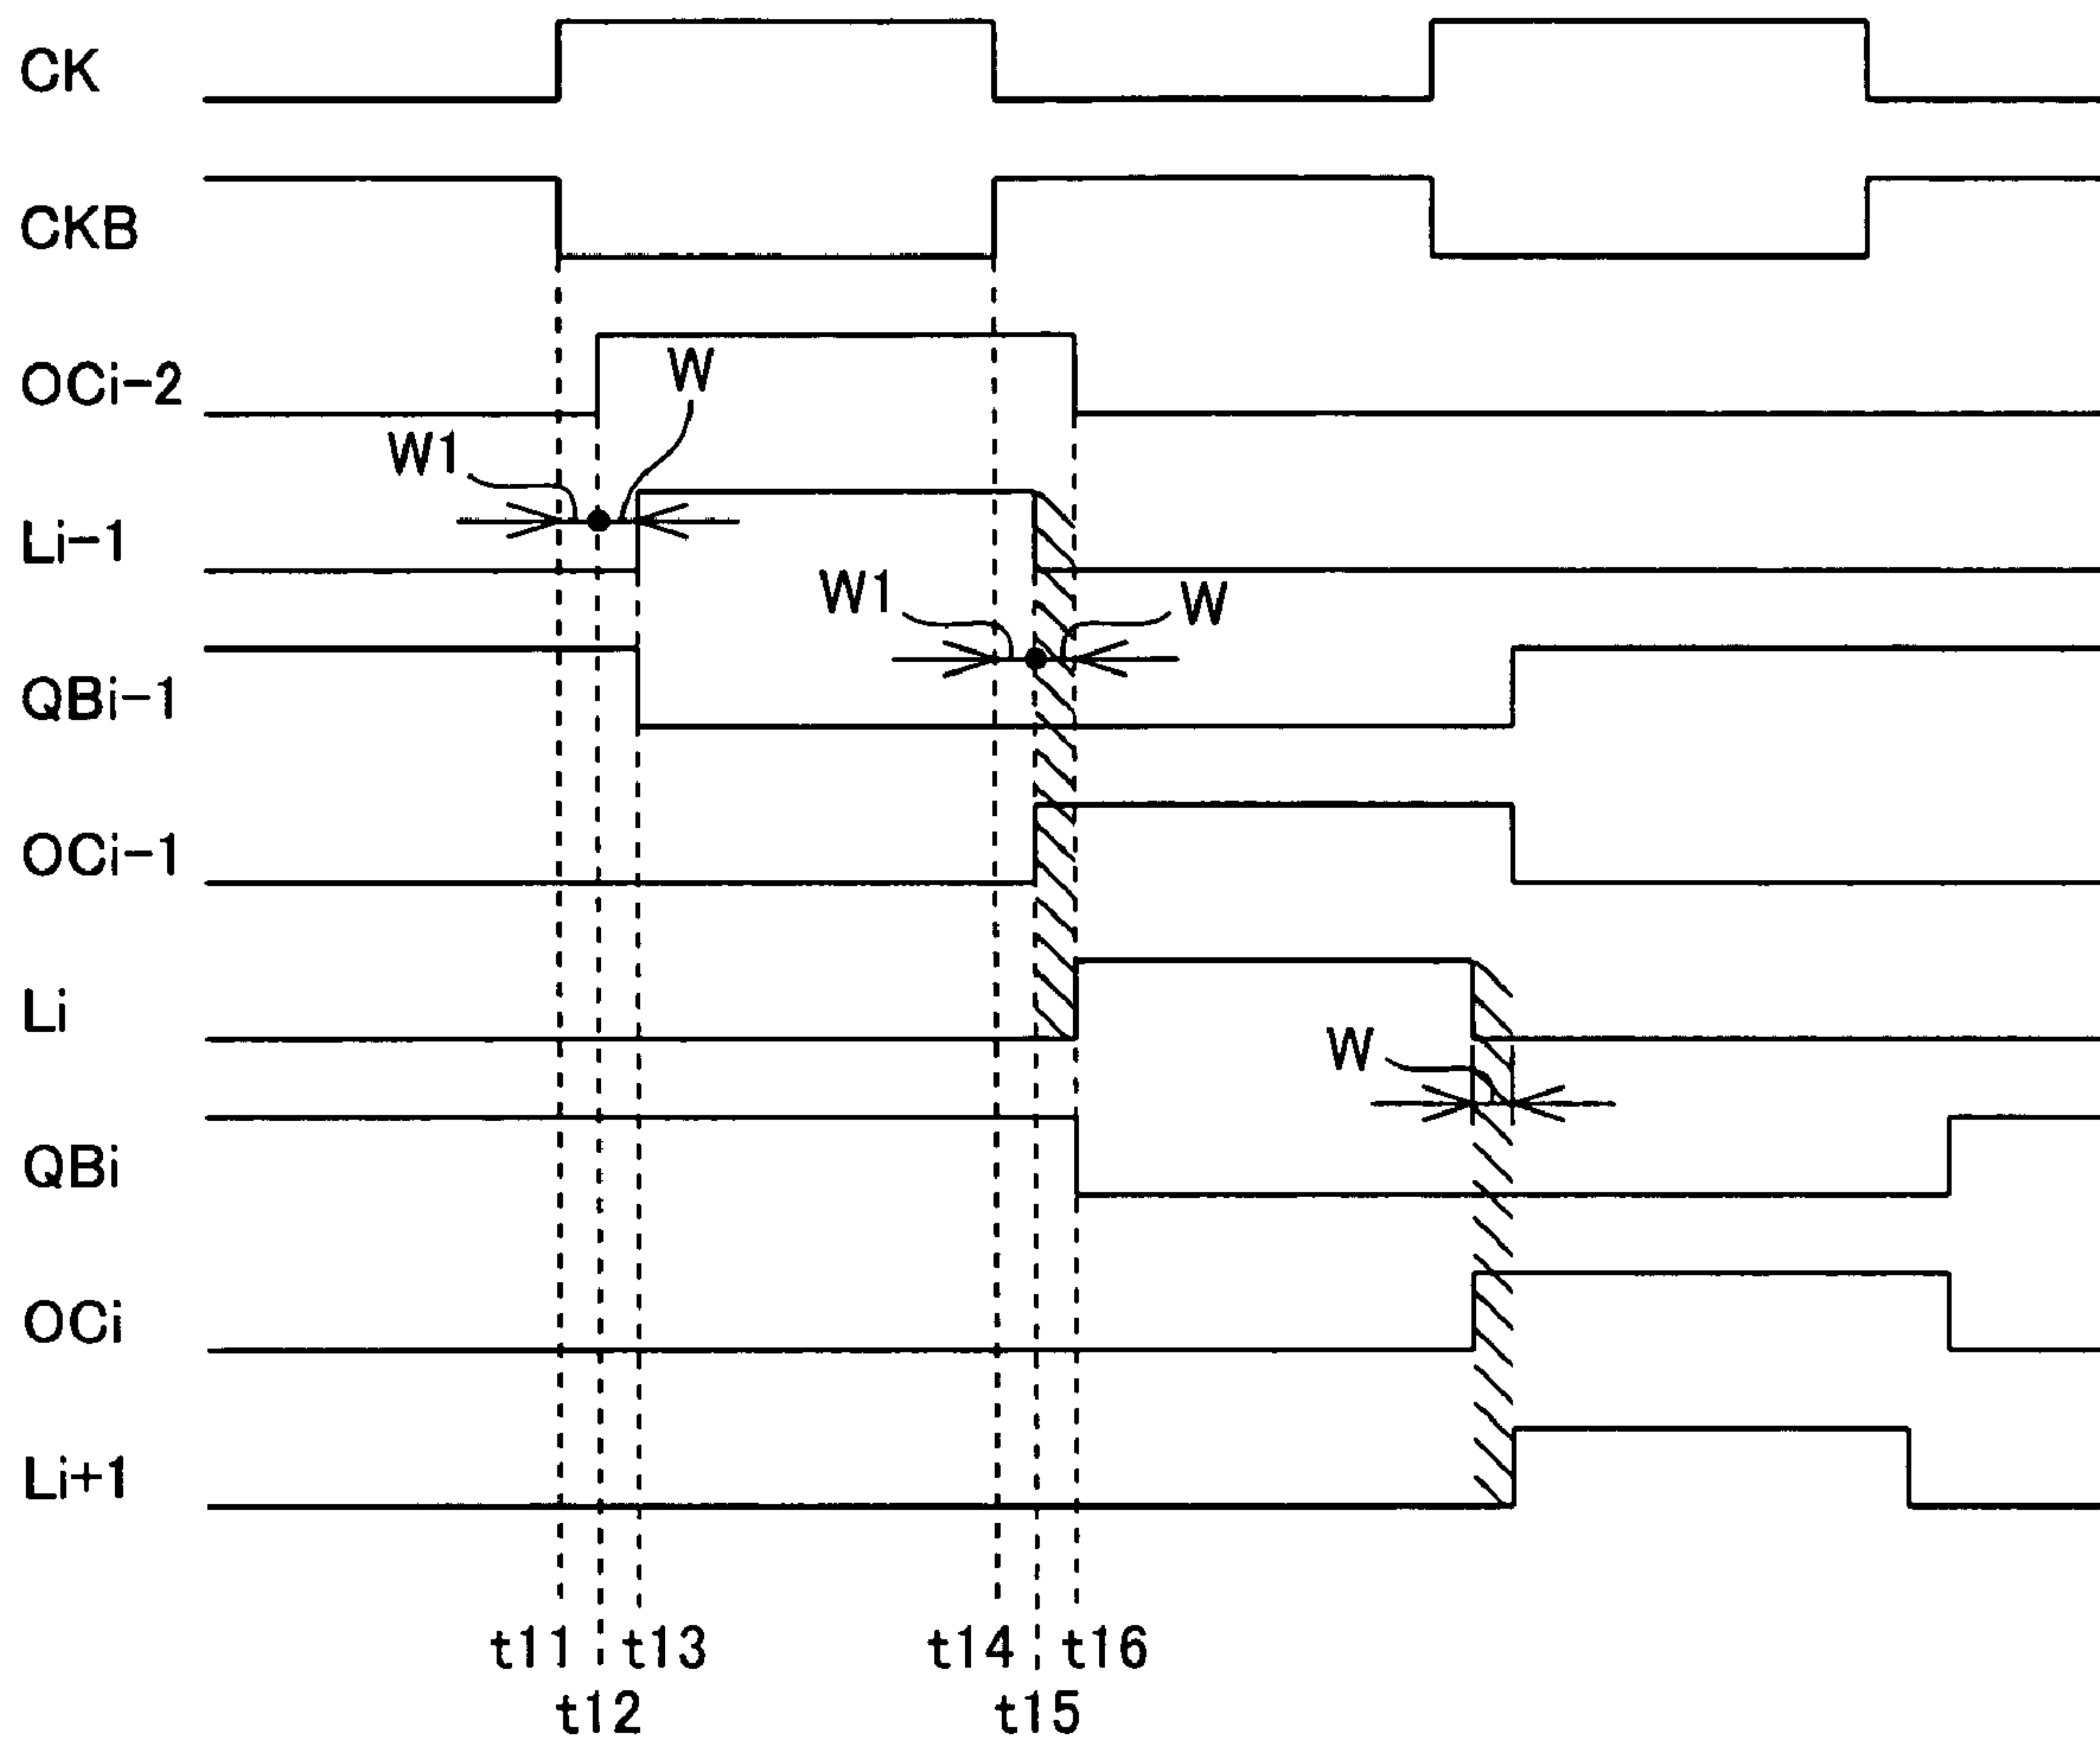 CK
CKB
OCi-2
W
W1
Li-1
W1
W
QBi-1
OCi-1
Li
W
QBi
OCi
Li+1
t11 t13 t14 t16
t12 t15